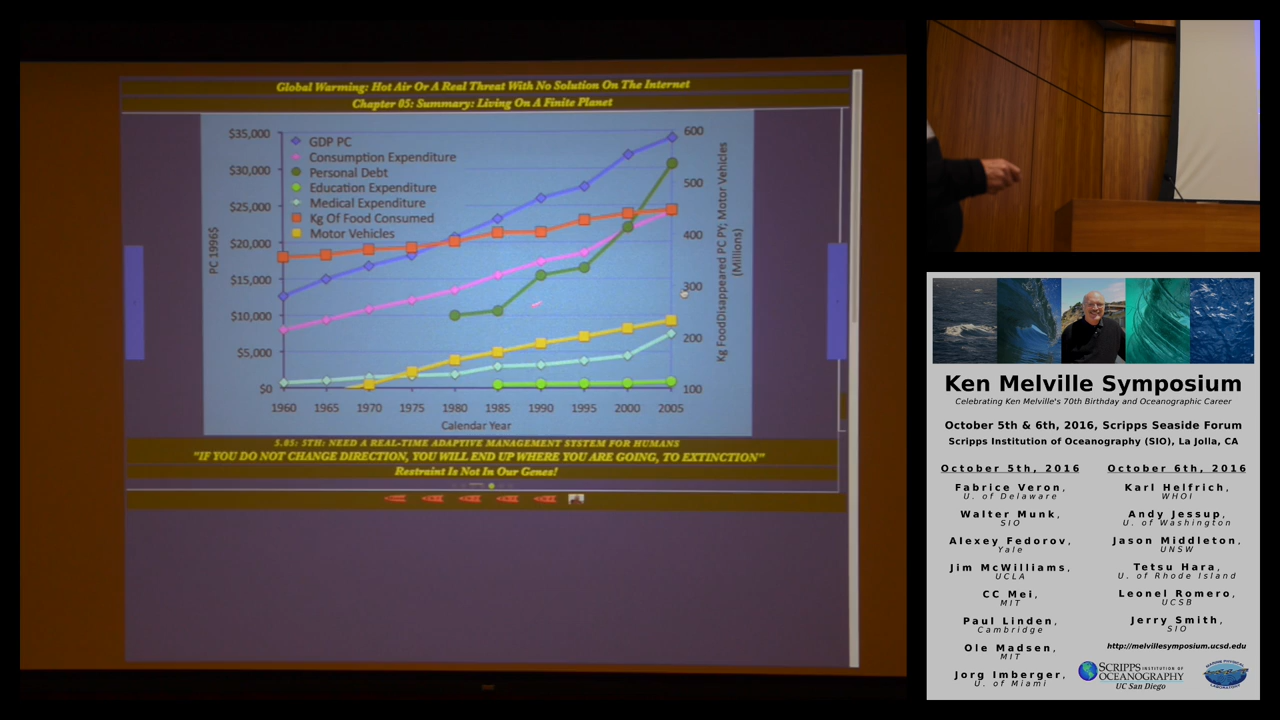 Global Warming: Hot Air Or A Real Threat With No Solution On The Internet
Chapter 05: Summary: Living On A Finite Planet
$35,000
$30,000
$25,000
$20,000
$15,000
$10,000
$5,000
$0
PC 1996$
GDP PC
Consumption Expenditure
Personal Debt
Education Expenditure
Medical Expenditure
Kg Of Food Consumed
Motor Vehicles
600
500
400
300
200
100
Kg FoodDisappeared PC PY; Motor Vehicles
(Millions)
1960 1965 1970 1975 1980 1985 1990 1995 2000 2005
Calendar Year
5.05: 5TH: NEED A REAL-TIME ADAPTIVE MANAGEMENT SYSTEM FOR HUMANS
"IF YOU DO NOT CHANGE DIRECTION, YOU WILL END UP WHERE YOU ARE GOING, TO EXTINCTION"
Restraint Is Not In Our Genes!
Ken Melville Symposium
Celebrating Ken Melville's 70th Birthday and Oceanographic Career
October 5th & 6th, 2016, Scripps Seaside Forum
Scripps Institution of Oceanography (SIO), La Jolla, CA
October 5th, 2016
Fabrice Veron,
U. of Delaware
Walter Munk,
SIO
Alexey Fedorov,
Yale
Jim McWilliams,
UCLA
CC Mei,
MIT
Paul Linden,
Cambridge
Ole Madsen,
MIT
Jorg Imberger,
U. of Miami
October 6th, 2016
Karl Helfrich,
WHOI
Andy Jessup,
U. of Washington
Jason Middleton,
UNSW
Tetsu Hara,
U. of Rhode Island
Leonel Romero,
UCSB
Jerry Smith,
SIO
http://melvillesymposium.ucsd.edu
SCRIPPS INSTITUTION OF
OCEANOGRAPHY
UC San Diego
MARINE PHYSICAL
LABORATORY